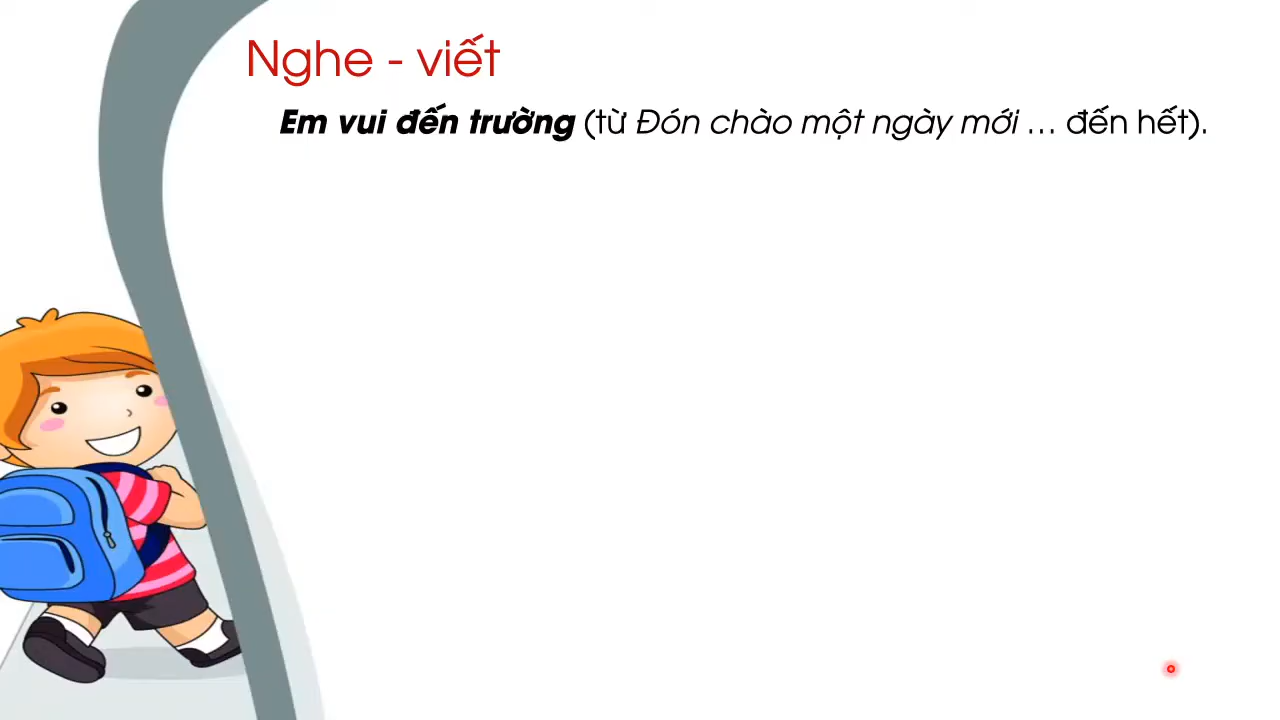 Nghe - viết
Em vui đến trường (từ Đón chào một ngày mới ... đến hết).